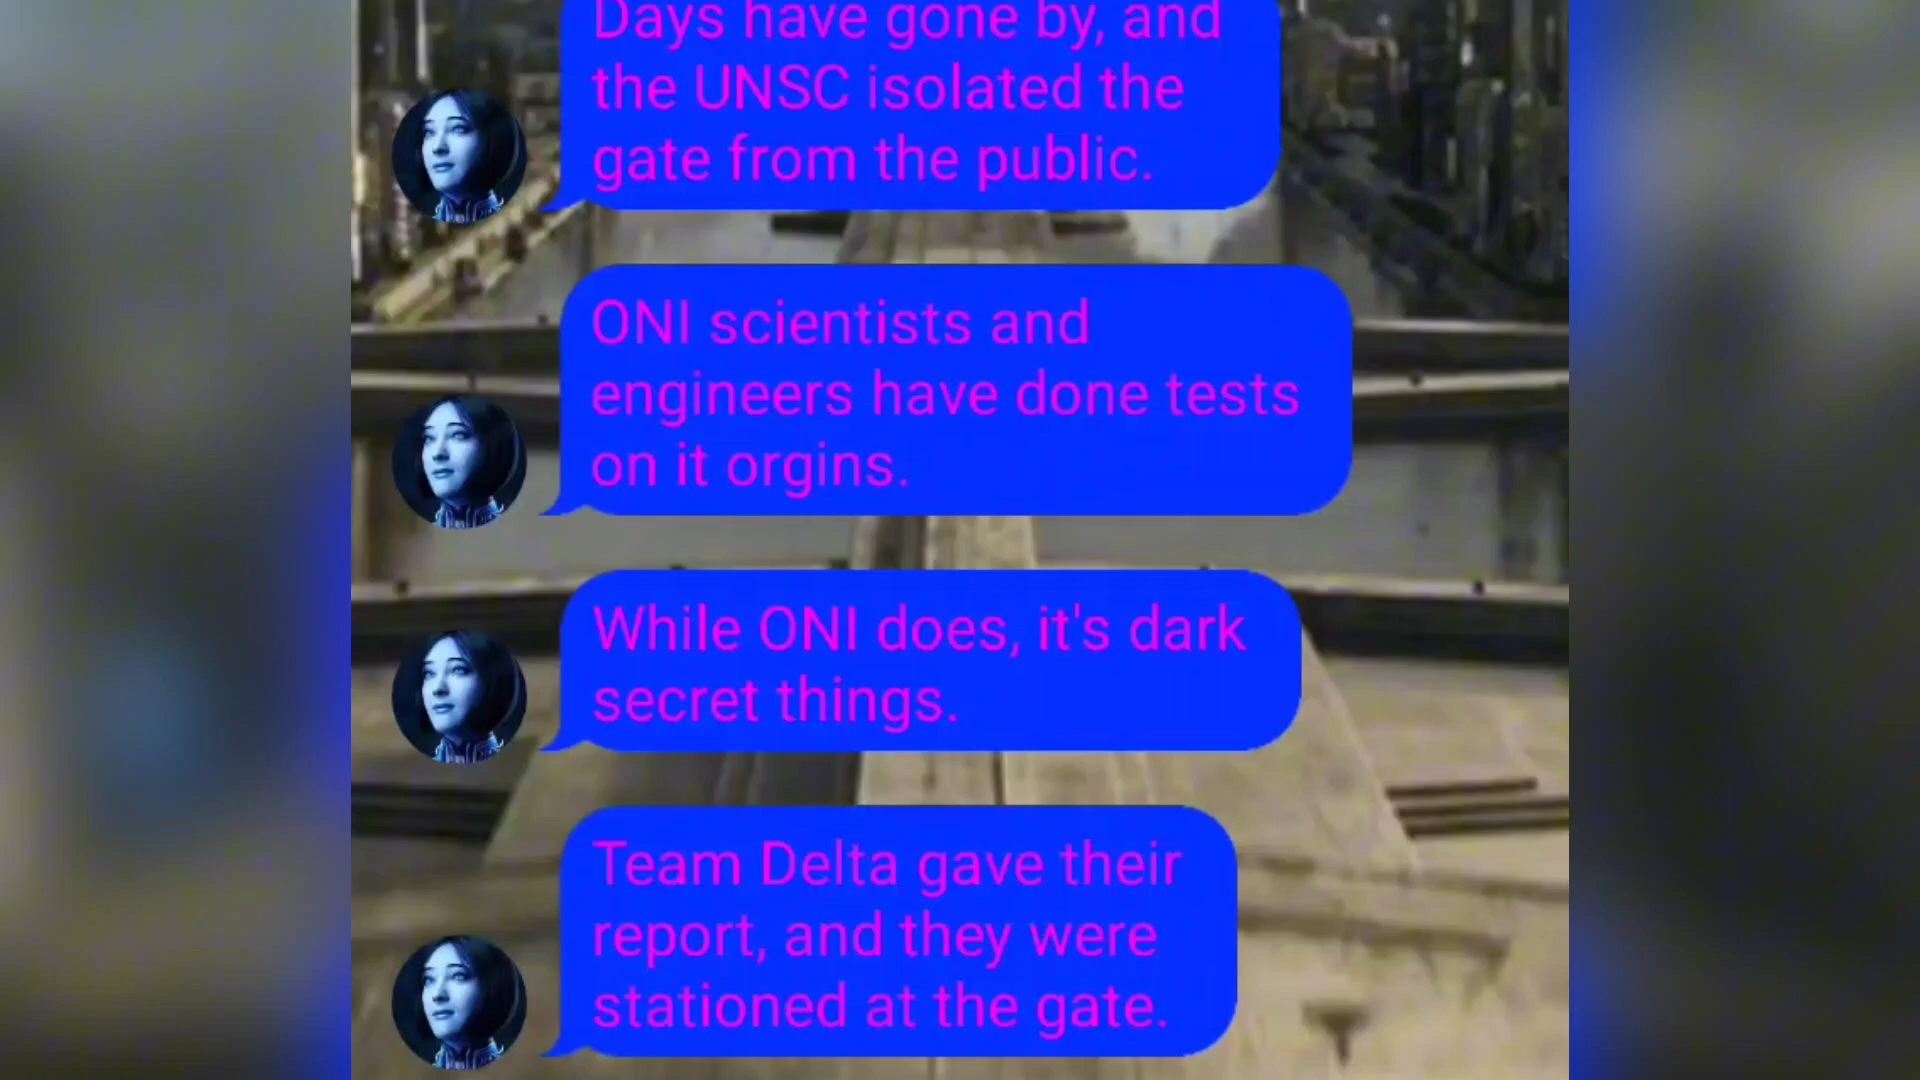 Days have gone by, and
the UNSC isolated the
gate from the public.
ONI scientists and
engineers have done tests
on it orgins.
While ONI does, it's dark
secret things.
Team Delta gave their
report, and they were
stationed at the gate.